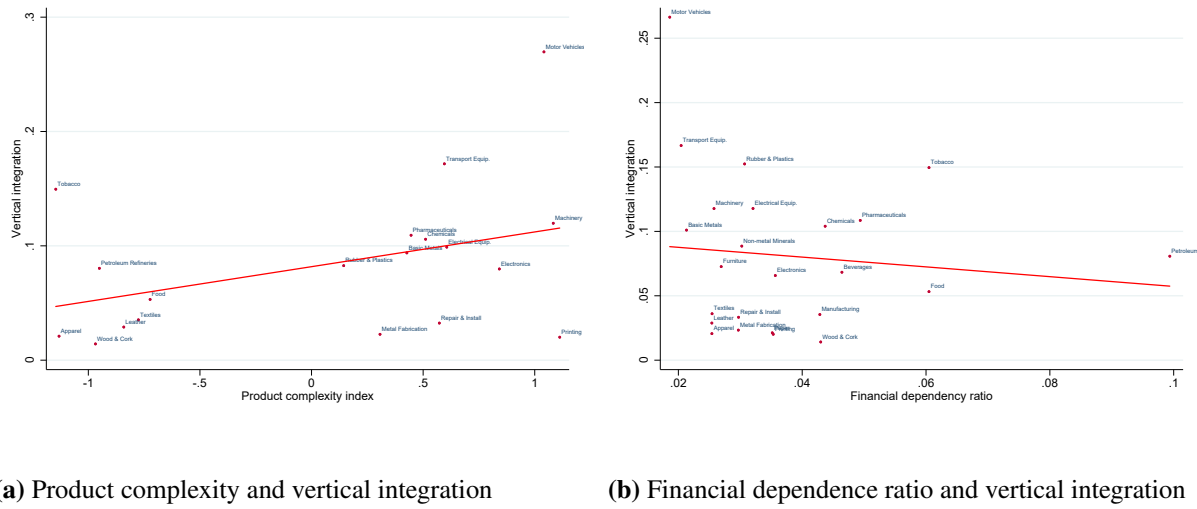 .3
.2
.1
0
Vertical integration
Motor Vehicles
Transport Equip.
Tobacco
Machinery
Pharmaceuticals
Chemicals
Electrical Equip.
Basic Metals
Rubber & Plastics
Electronics
Petroleum Refineries
Food
Textiles
Leather
Repair & Install
Metal Fabrication
Apparel
Wood & Cork
Printing
-1
-.5
0
.5
1
Product complexity index
.25
.2
.15
.1
.05
0
Vertical integration
Motor Vehicles
Transport Equip.
Rubber & Plastics
Tobacco
Machinery
Electrical Equip.
Pharmaceuticals
Chemicals
Basic Metals
Non-metal Minerals
Petroleum
Furniture
Beverages
Electronics
Food
Textiles
Manufacturing
Repair & Install
Leather
Metal Fabrication
Apparel
Printing
Wood & Cork
.02
.04
.06
.08
.1
Financial dependency ratio
(a) Product complexity and vertical integration
(b) Financial dependence ratio and vertical integration